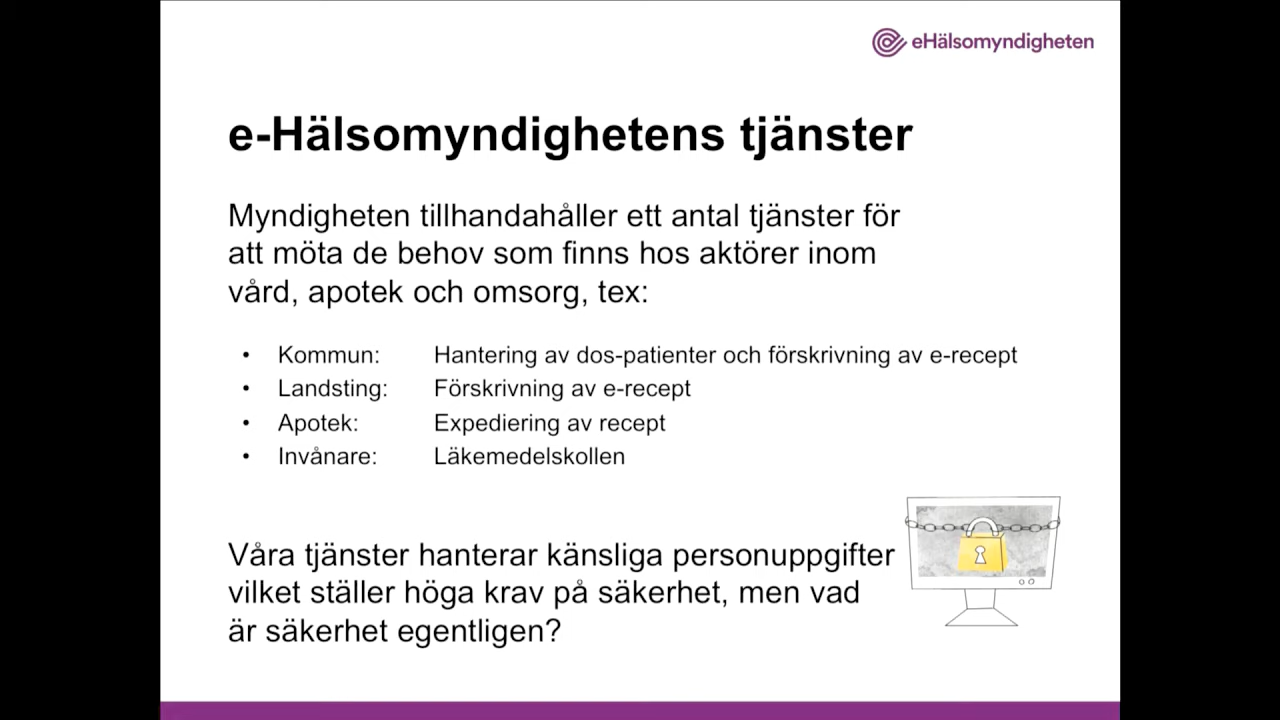 eHälsomyndigheten
e-Hälsomyndighetens tjänster
Myndigheten tillhandahåller ett antal tjänster för
att möta de behov som finns hos aktörer inom
vård, apotek och omsorg, tex:
• Kommun: Hantering av dos-patienter och förskrivning av e-recept
• Landsting: Förskrivning av e-recept
• Apotek: Expediering av recept
• Invånare: Läkemedelskollen
Våra tjänster hanterar känsliga personuppgifter
vilket ställer höga krav på säkerhet, men vad
är säkerhet egentligen?